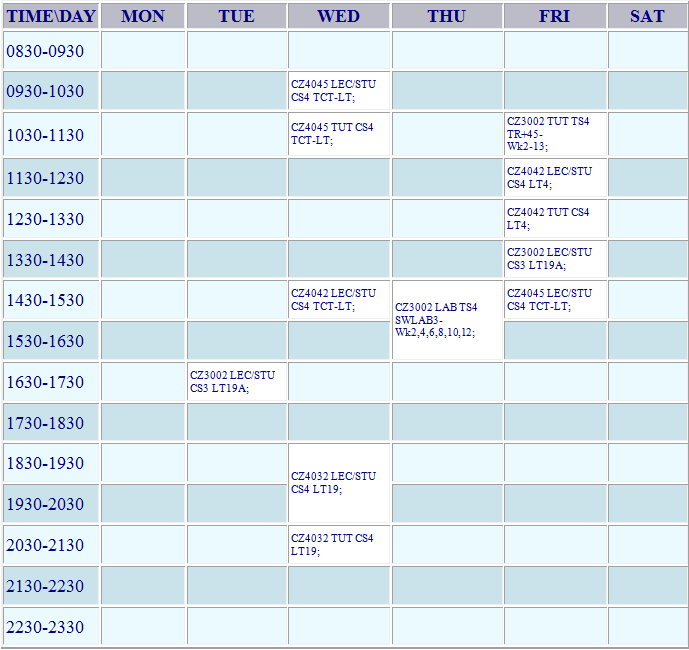 TIME\DAY MON TUE WED THU FRI SAT
0830-0930
0930-1030
CZ4045 LEC/STU
CS4 TCT-LT;
1030-1130
CZ4045 TUT CS4
TCT-LT;
CZ3002 TUT TS4
TR+45-
Wk2-13;
1130-1230
CZ4042 LEC/STU
CS4 LT4;
1230-1330
CZ4042 TUT CS4
LT4;
1330-1430
CZ3002 LEC/STU
CS3 LT19A;
1430-1530
CZ4042 LEC/STU
CS4 TCT-LT;
CZ3002 LAB TS4
SWLAB3-
Wk2,4,6,8,10,12;
CZ4045 LEC/STU
CS4 TCT-LT;
1530-1630
1630-1730
CZ3002 LEC/STU
CS3 LT19A;
1730-1830
1830-1930
CZ4032 LEC/STU
CS4 LT19;
1930-2030
2030-2130
CZ4032 TUT CS4
LT19;
2130-2230
2230-2330